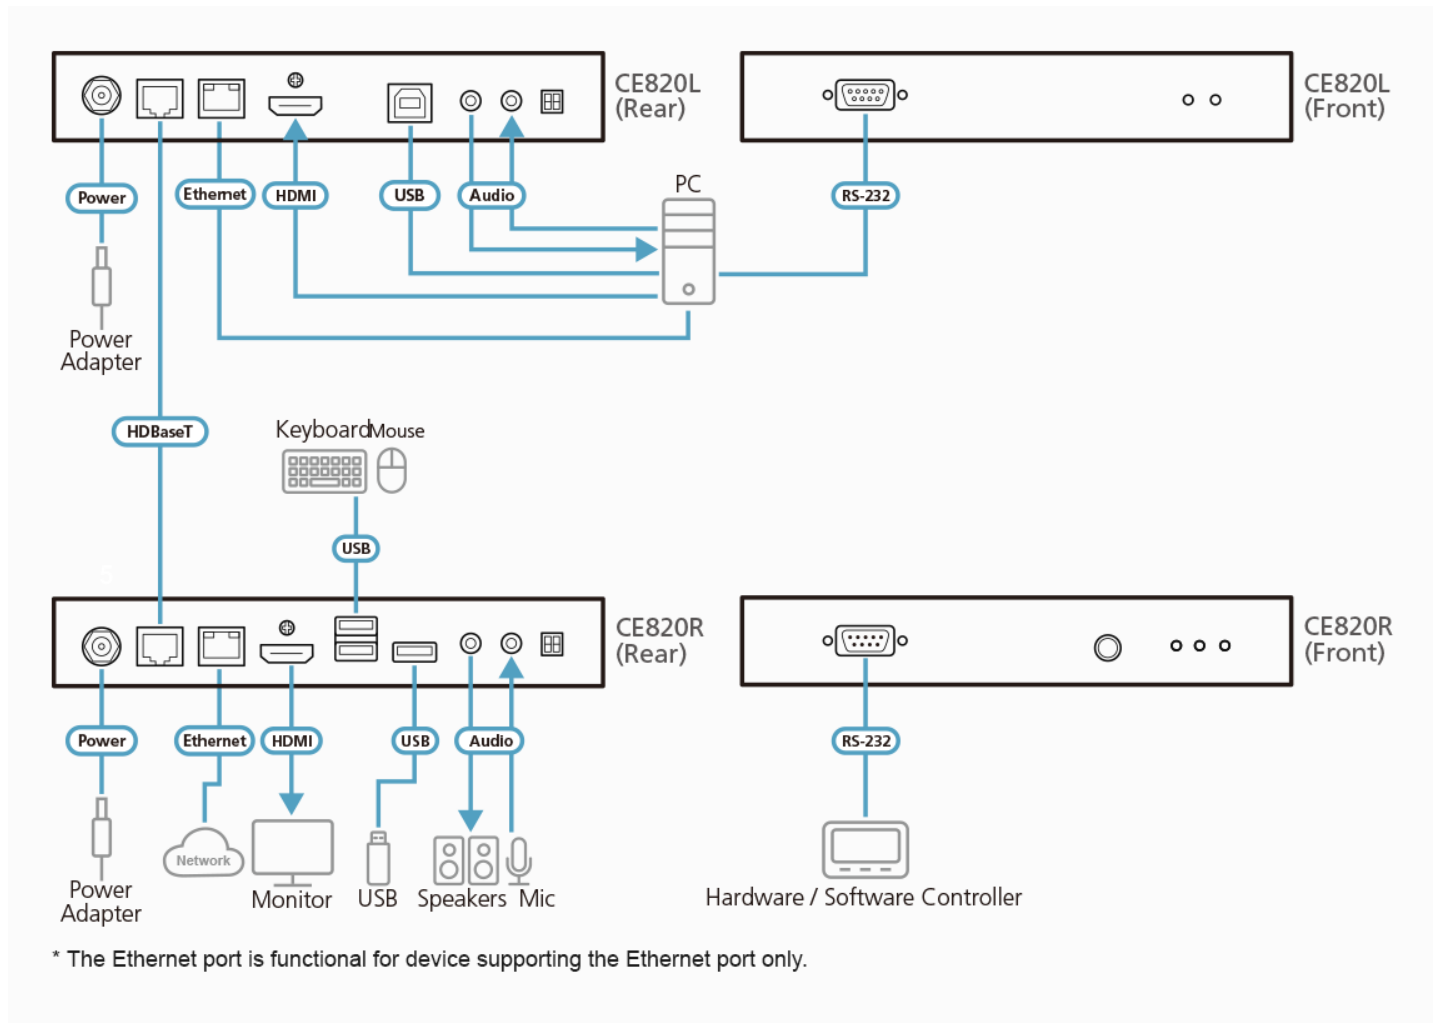 CE820L
(Rear)
CE820L
(Front)
Power
Ethernet
HDMI
USB
Audio
PC
RS-232
Power
Adapter
HDBaseT
Keyboard
Mouse
USB
5
CE820R
(Rear)
CE820R
(Front)
Power
Ethernet
HDMI
USB
Audio
RS-232
Network
Power
Adapter
Monitor
USB
Speakers
Mic
Hardware / Software Controller
* The Ethernet port is functional for device supporting the Ethernet port only.